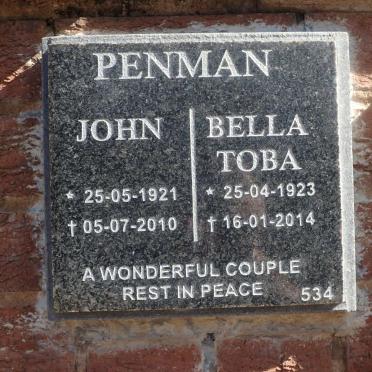 PENMAN
JOHN
* 25-05-1921
† 05-07-2010
BELLA
TOBA
* 25-04-1923
† 16-01-2014
A WONDERFUL COUPLE
REST IN PEACE
534